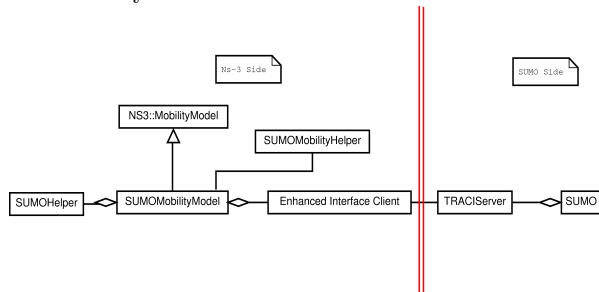 Ns-3 Side
SUMO Side
NS3::MobilityModel
SUMOMobilityHelper
SUMOHelper
SUMOMobilityModel
Enhanced Interface Client
TRACIServer
SUMO